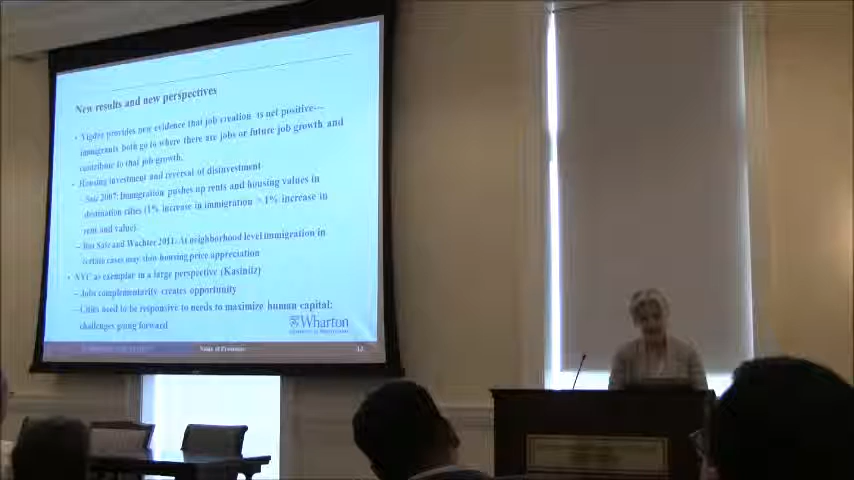 New results and new perspectives
• Vigdor provides new evidence that job creation is net positive---
immigrants both go to where there are jobs or future job growth and
contribute to that job growth.
• Housing investment and reversal of disinvestment
– Saiz 2007: Immigration pushes up rents and housing values in
destination cities (1% increase in immigration > 1% increase in
rent and value).
– But Saiz and Wachter 2011: At neighborhood level immigration in
certain cases may slow housing price appreciation
• NYC as exemplar in a large perspective (Kasinitz)
– Jobs complementarity creates opportunity
– Cities need to be responsive to needs to maximize human capital:
challenges going forward
Wharton
12